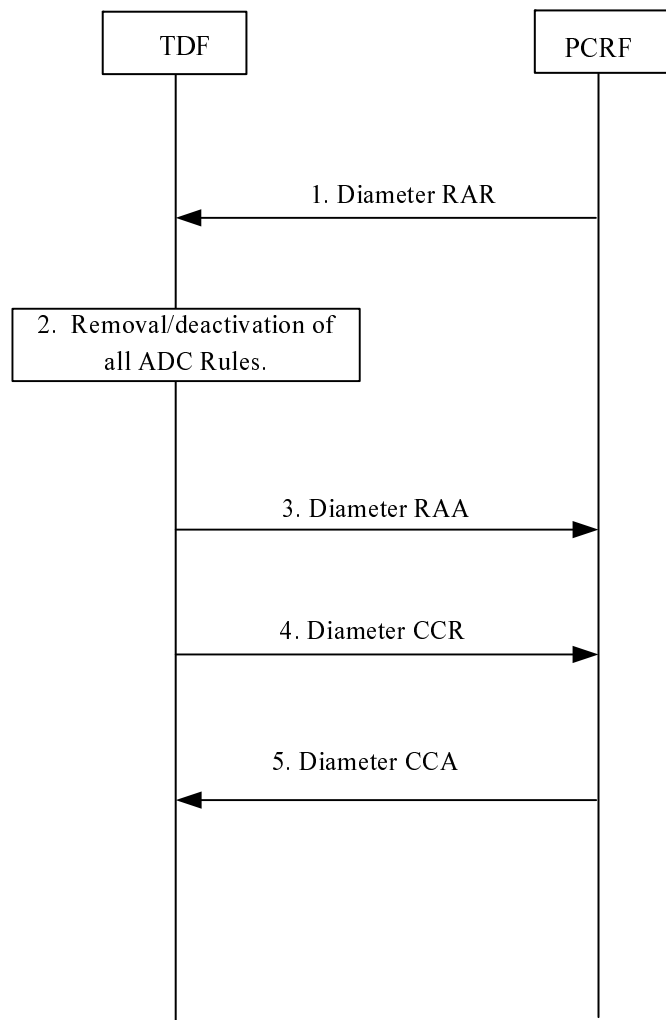 TDF
PCRF
1. Diameter RAR
2. Removal/deactivation of
all ADC Rules.
3. Diameter RAA
4. Diameter CCR
5. Diameter CCA